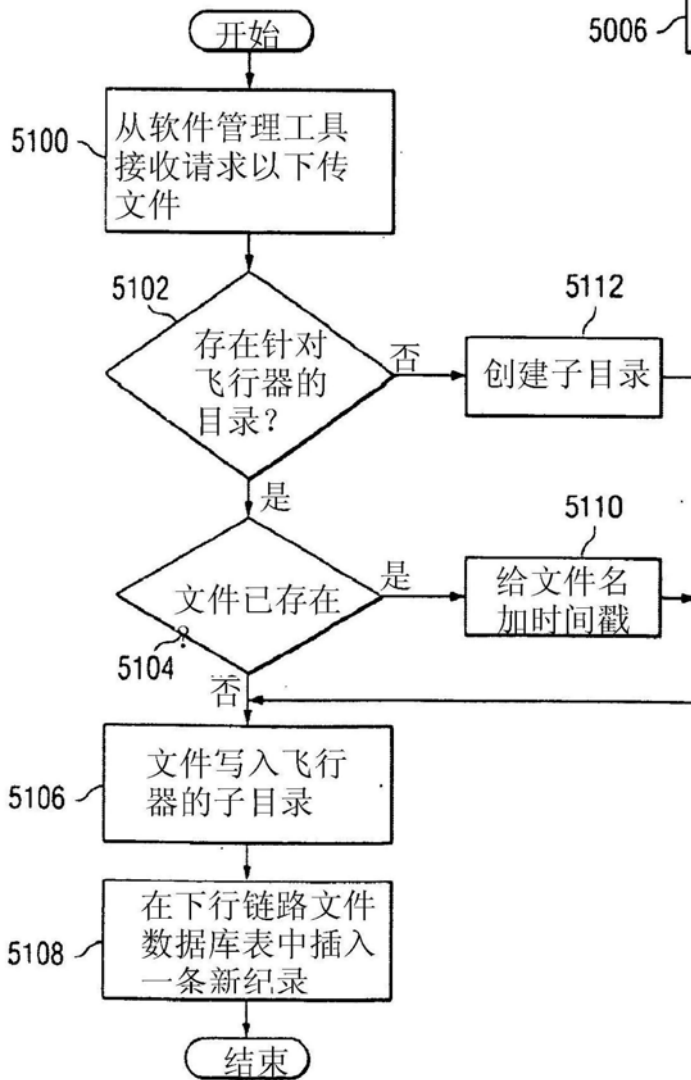 开始
5006
5100
从软件管理工具
接收请求以下传
文件
5102
存在针对
飞行器的
目录?
否
5112
创建子目录
是
文件已存在
?
5104
是
5110
给文件名
加时间戳
否
5106
文件写入飞行
器的子目录
5108
在下行链路文件
数据库表中插入
一条新纪录
结束